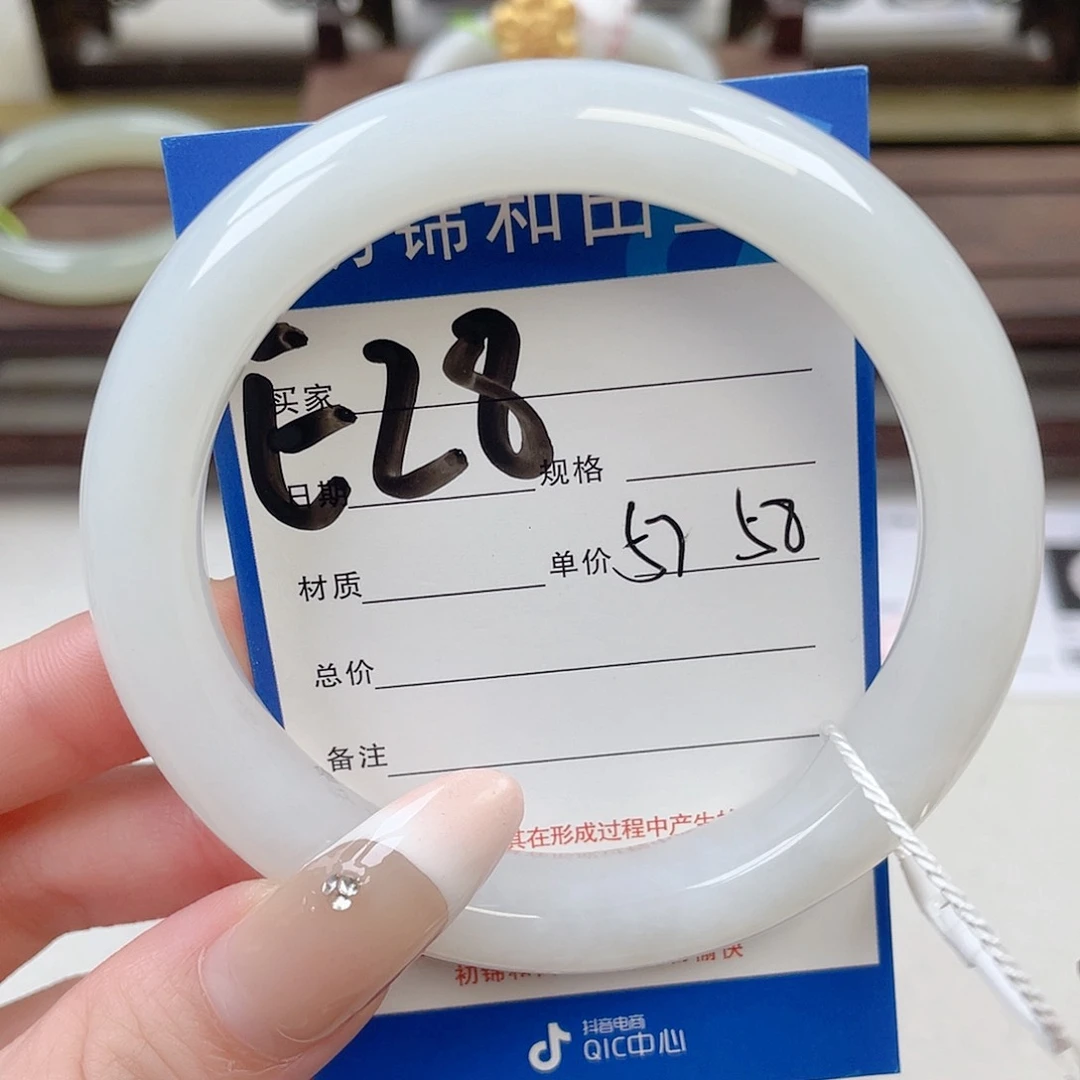 锦和田
E28
买家
日期 规格
材质 单价 57 58
总价
备注
其在形成过程中产生
初锦和 愉快
抖音电商
QIC中心